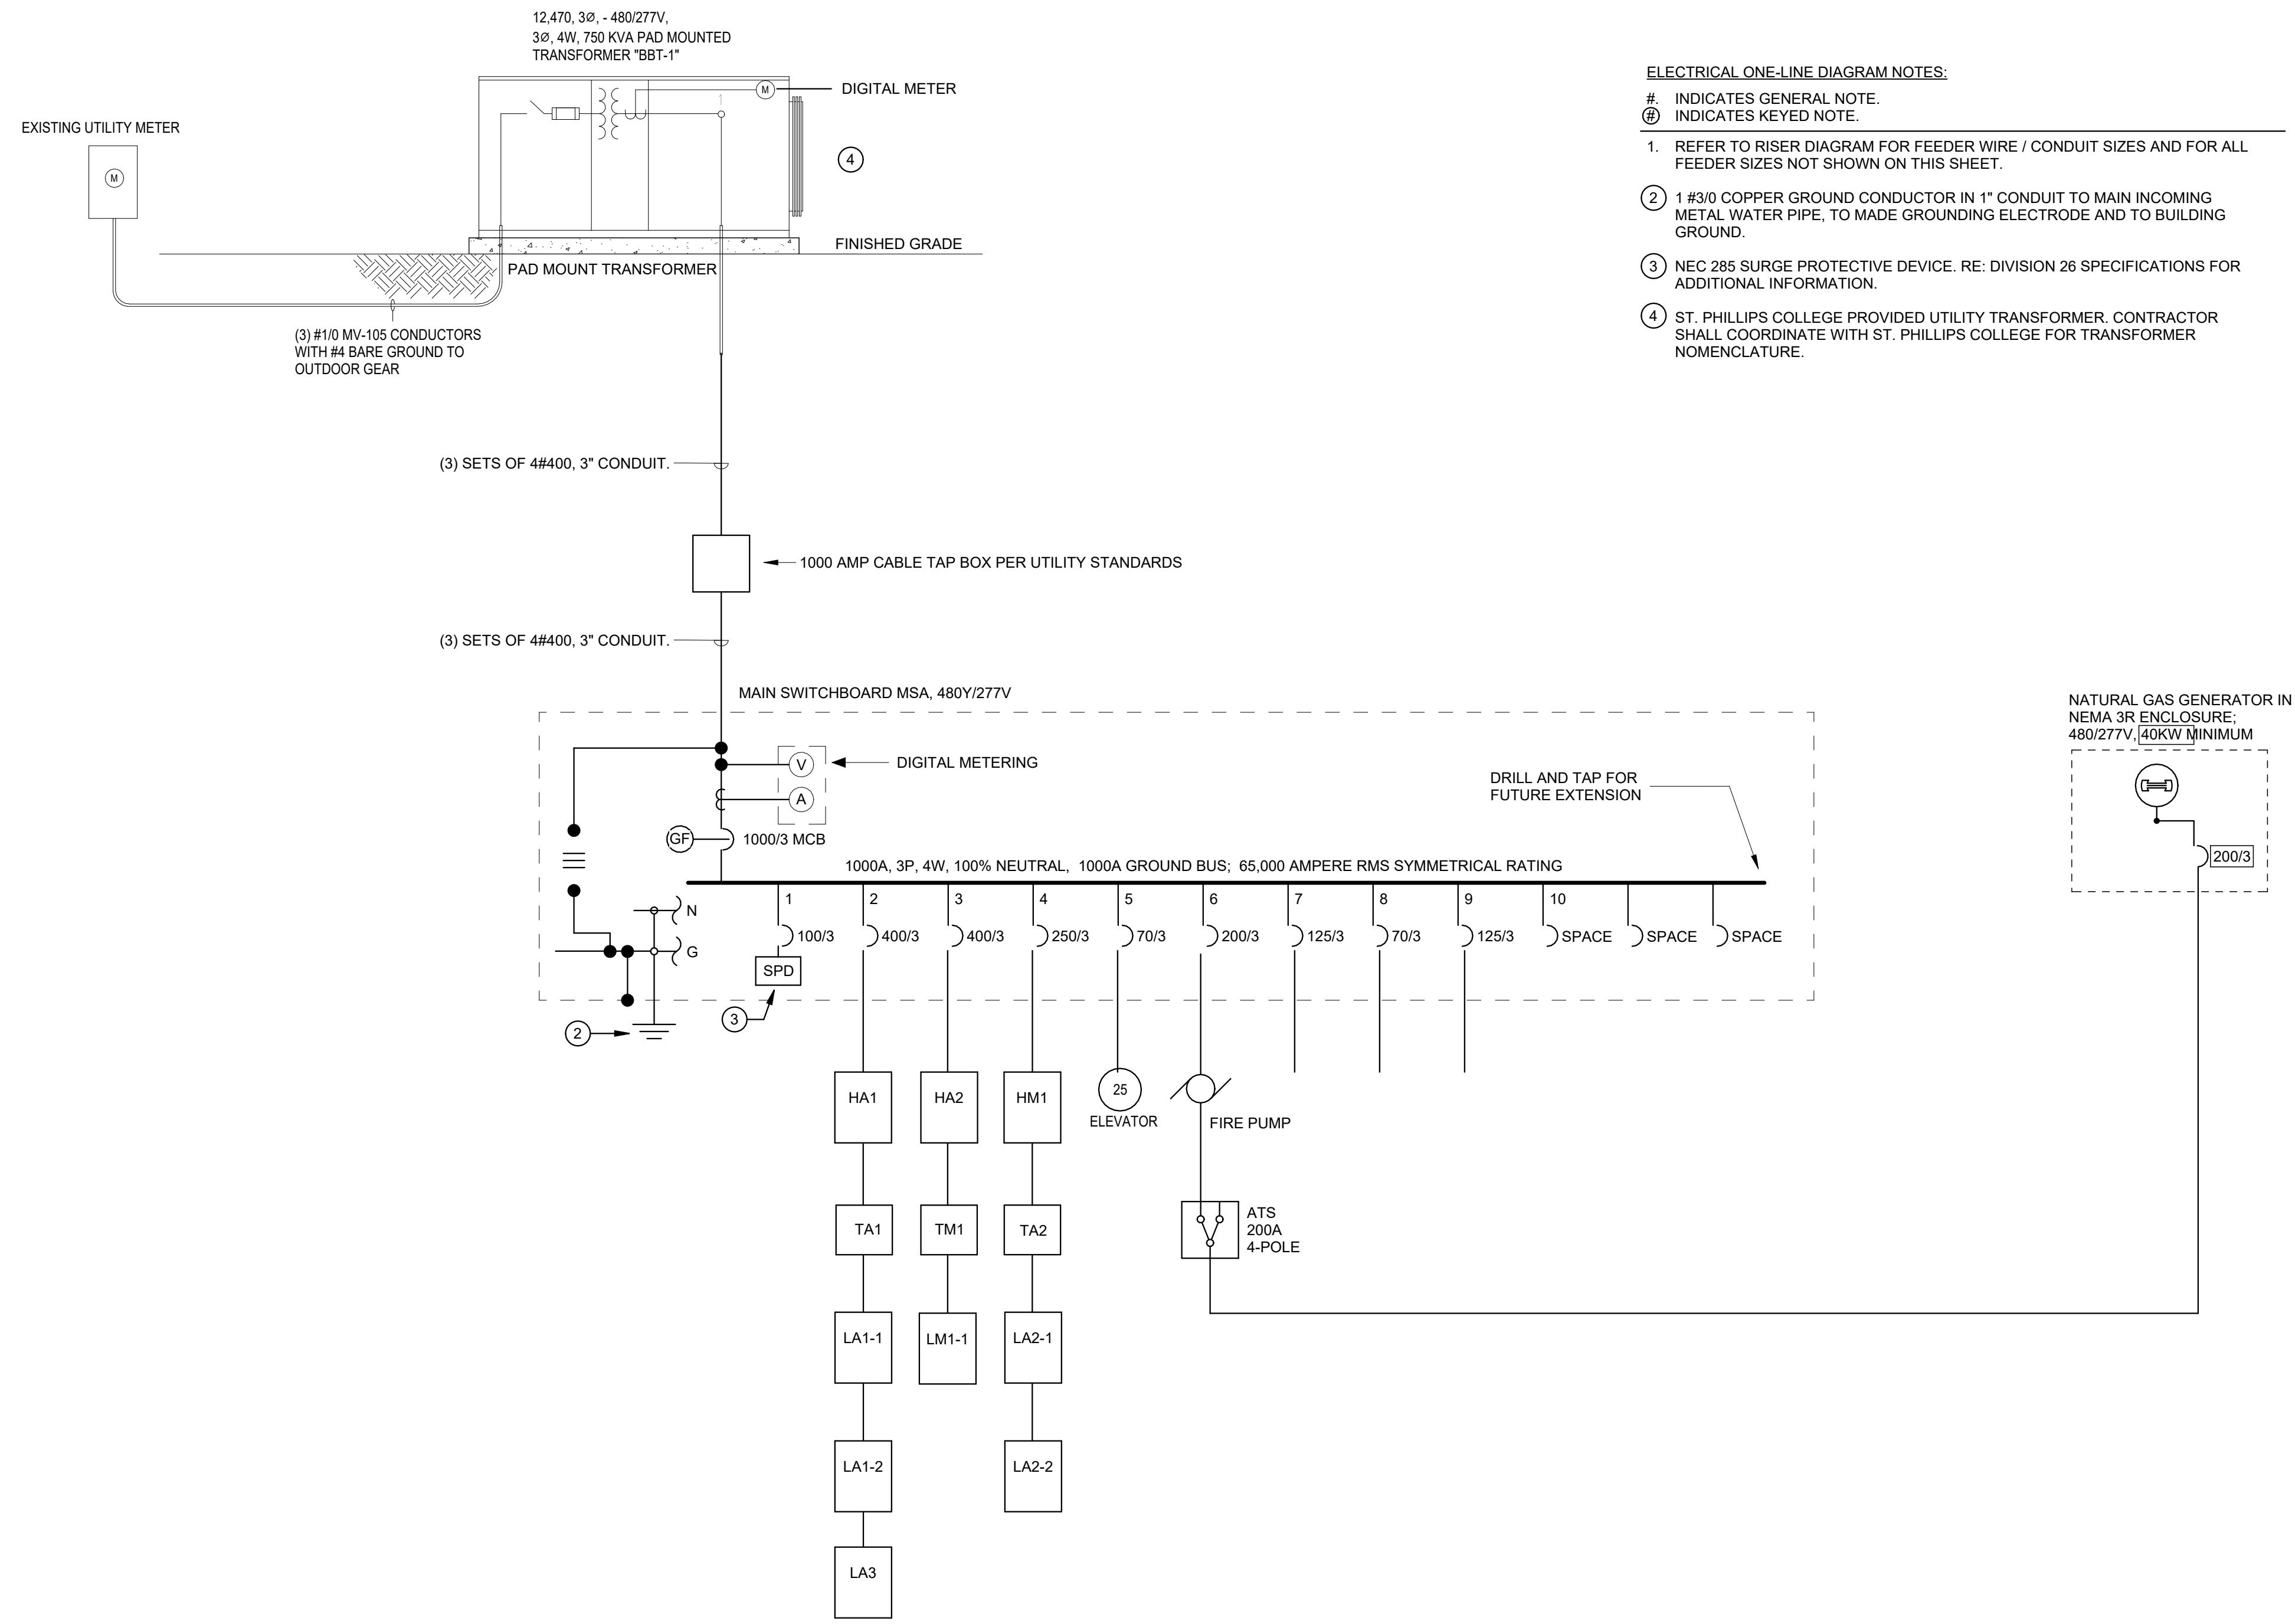 12,470, 3Ø, - 480/277V,
3Ø, 4W, 750 KVA PAD MOUNTED
TRANSFORMER "BBT-1"
M
DIGITAL METER
1
4
EXISTING UTILITY METER
M
FINISHED GRADE
PAD MOUNT TRANSFORMER
(3) #1/0 MV-105 CONDUCTORS
WITH #4 BARE GROUND TO
OUTDOOR GEAR
ELECTRICAL ONE-LINE DIAGRAM NOTES:
#. INDICATES GENERAL NOTE.
# INDICATES KEYED NOTE.
1. REFER TO RISER DIAGRAM FOR FEEDER WIRE / CONDUIT SIZES AND FOR ALL
FEEDER SIZES NOT SHOWN ON THIS SHEET.
2 1 #3/0 COPPER GROUND CONDUCTOR IN 1" CONDUIT TO MAIN INCOMING
METAL WATER PIPE, TO MADE GROUNDING ELECTRODE AND TO BUILDING
GROUND.
3 NEC 285 SURGE PROTECTIVE DEVICE. RE: DIVISION 26 SPECIFICATIONS FOR
ADDITIONAL INFORMATION.
4 ST. PHILLIPS COLLEGE PROVIDED UTILITY TRANSFORMER. CONTRACTOR
SHALL COORDINATE WITH ST. PHILLIPS COLLEGE FOR TRANSFORMER
NOMENCLATURE.
(3) SETS OF 4#400, 3" CONDUIT.
1000 AMP CABLE TAP BOX PER UTILITY STANDARDS
(3) SETS OF 4#400, 3" CONDUIT.
MAIN SWITCHBOARD MSA, 480Y/277V
V
DIGITAL METERING
A
GF
1000/3 MCB
DRILL AND TAP FOR
FUTURE EXTENSION
1000A, 3P, 4W, 100% NEUTRAL, 1000A GROUND BUS; 65,000 AMPERE RMS SYMMETRICAL RATING
1 2 3 4 5 6 7 8 9 10
100/3 400/3 400/3 250/3 70/3 200/3 125/3 70/3 125/3 SPACE SPACE SPACE
N
G
SPD
2
3
NATURAL GAS GENERATOR IN
NEMA 3R ENCLOSURE;
480/277V, 40KW MINIMUM
200/3
HA1 HA2 HM1
25
ELEVATOR
FIRE PUMP
TA1 TM1 TA2
ATS
200A
4-POLE
LA1-1 LM1-1 LA2-1
LA1-2 LA2-2
LA3